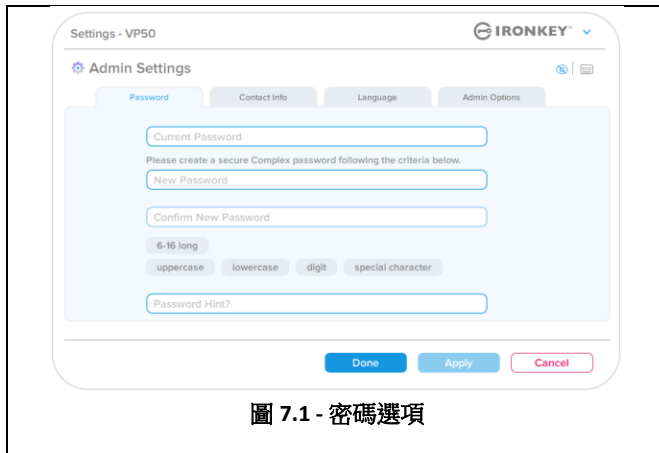 Settings - VP50
IRONKEY™
Admin Settings
Password Contact Info Language Admin Options
Current Password
Please create a secure Complex password following the criteria below.
New Password
Confirm New Password
6-16 long
uppercase lowercase digit special character
Password Hint?
Done Apply Cancel
圖 7.1 - 密碼選項